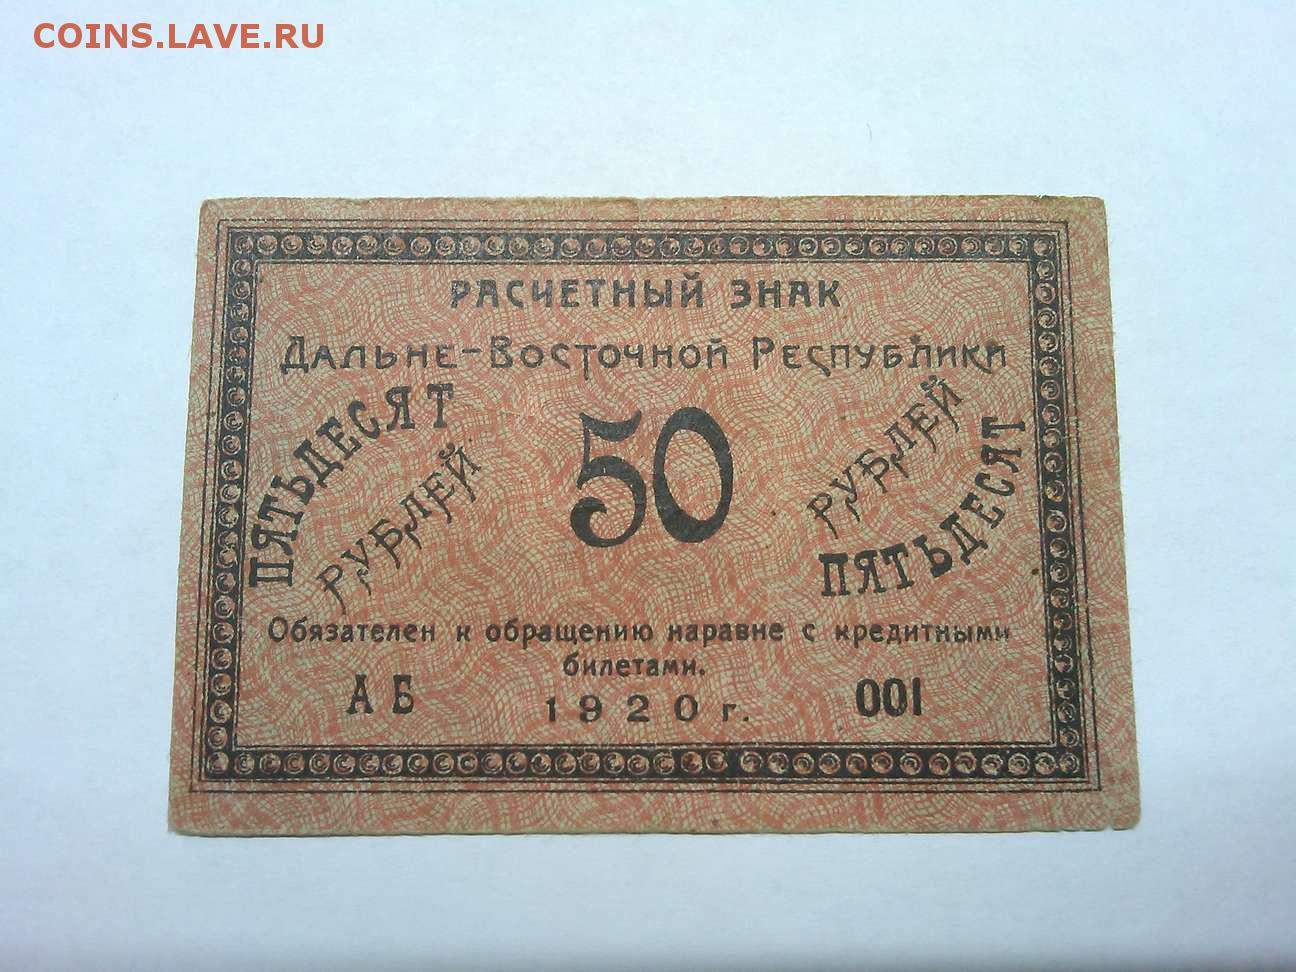 COINS.LAVE.RU
РАСЧЕТНЫЙ ЗНАК
Дальне-Восточной Республики
ПЯТЬДЕСЯТ
РУБЛЕЙ
50
РУБЛЕЙ
ПЯТЬДЕСЯТ
Обязателен к обращению наравне с кредитными
билетами.
АБ
1920 г.
001